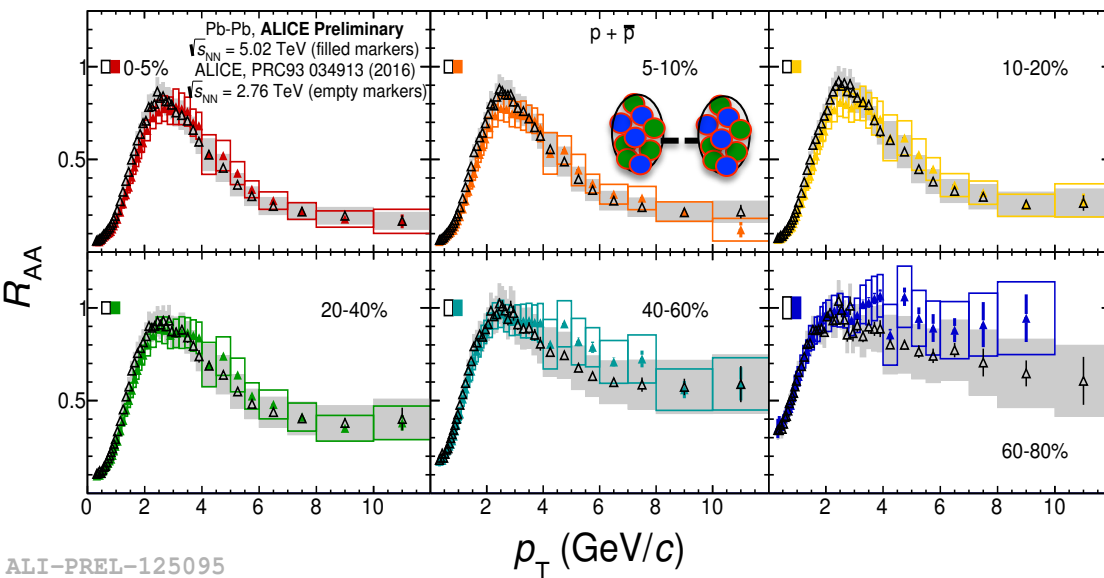 Pb-Pb, ALICE Preliminary
√sNN = 5.02 TeV (filled markers)
0-5% ALICE, PRC93 034913 (2016)
√sNN = 2.76 TeV (empty markers)
p + p̅
5-10%
10-20%
1
0.5
20-40%
40-60%
60-80%
1
0.5
RAA
0 2 4 6 8 10
0 2 4 6 8 10
2 4 6 8 10
pT (GeV/c)
ALI-PREL-125095